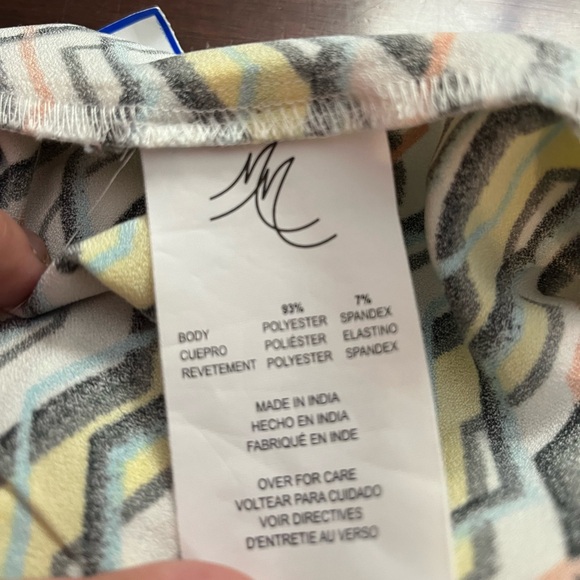 MM
93% 7%
BODY POLYESTER SPANDEX
CUEPRO POLIÉSTER ELASTINO
REVETEMENT POLYESTER SPANDEX
MADE IN INDIA
HECHO EN INDIA
FABRIQUÉ EN INDE
OVER FOR CARE
VOLTEAR PARA CUIDADO
VOIR DIRECTIVES
D'ENTRETIE AU VERSO